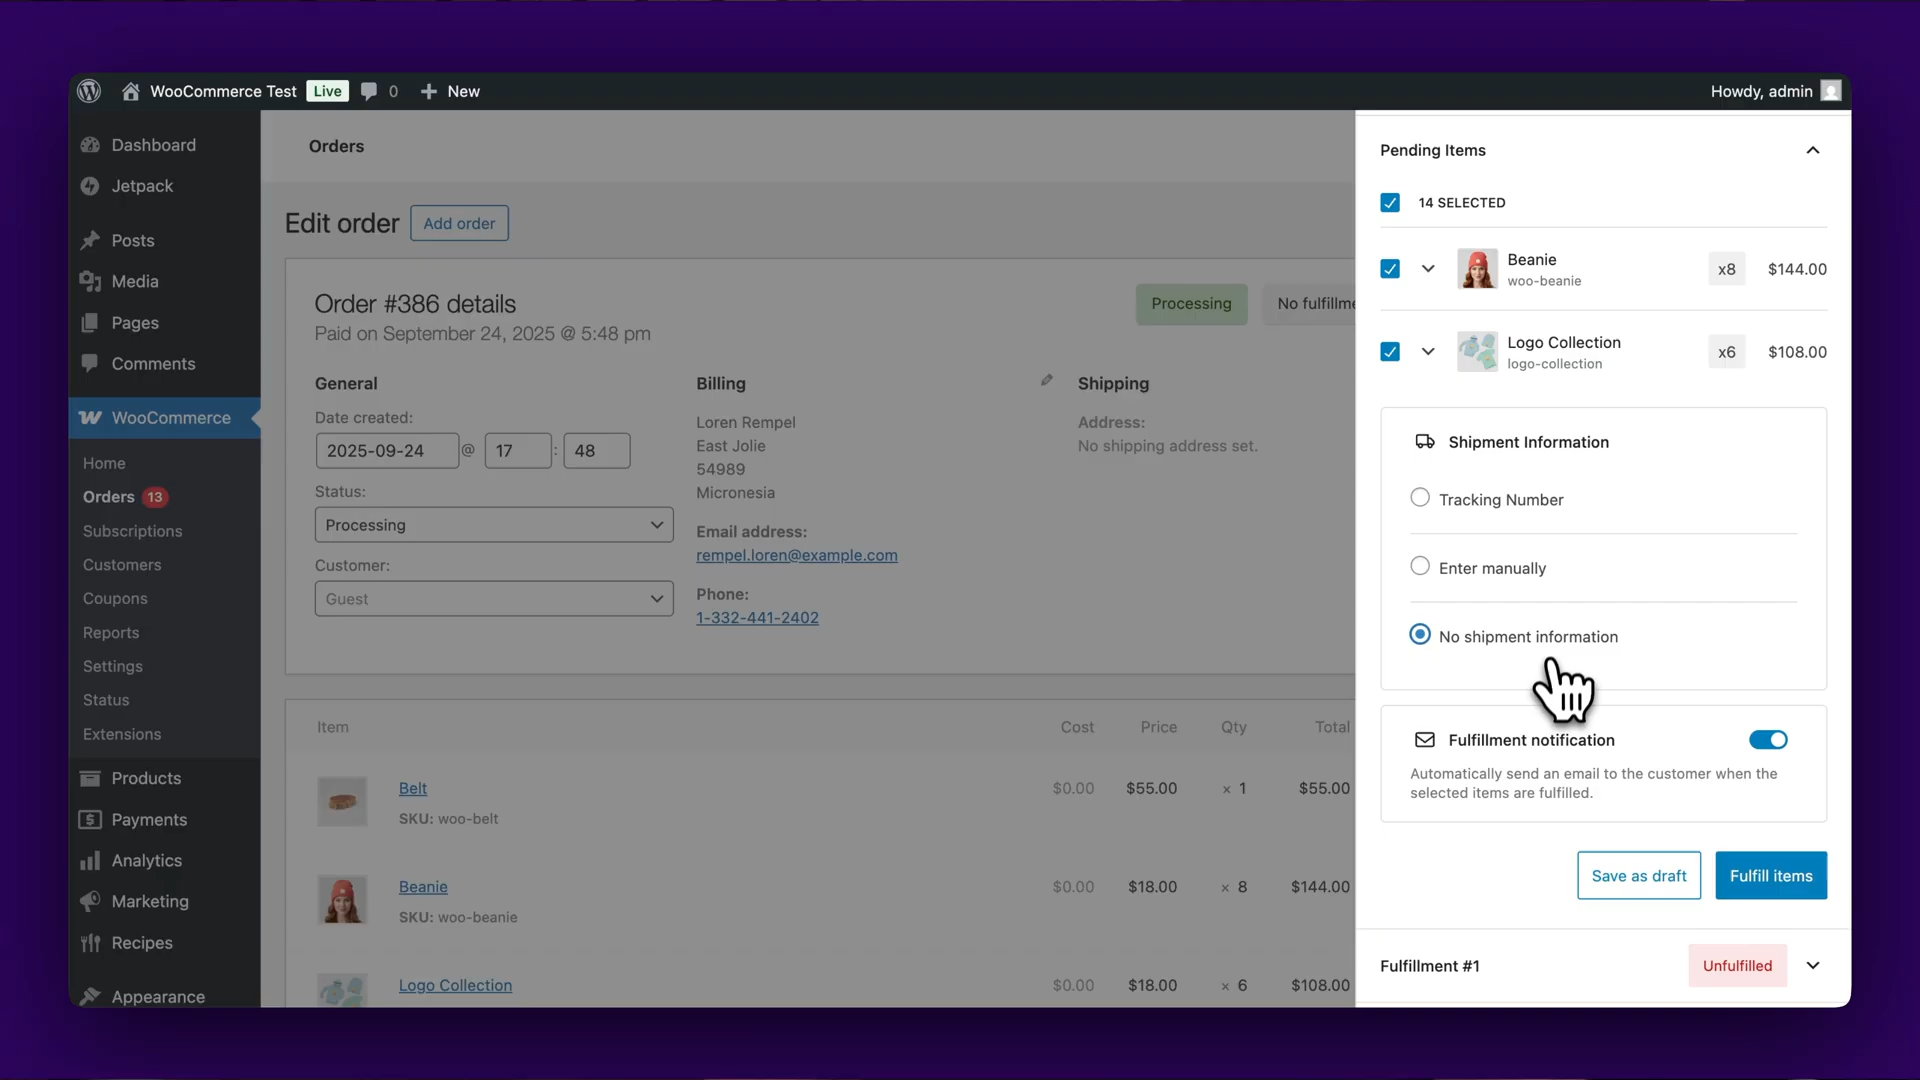 WooCommerce Test Live 0 New Howdy, admin
Dashboard
Jetpack
Posts
Media
Pages
Comments
WooCommerce
Home
Orders 13
Subscriptions
Customers
Coupons
Reports
Settings
Status
Extensions
Products
Payments
Analytics
Marketing
Recipes
Appearance
Orders
Edit order Add order
Order #386 details
Paid on September 24, 2025 @ 5:48 pm
Processing No fulfillme
General
Date created:
2025-09-24 @ 17 : 48
Status:
Processing
Customer:
Guest
Billing
Loren Rempel
East Jolie
54989
Micronesia
Email address:
rempel.loren@example.com
Phone:
1-332-441-2402
Shipping
Address:
No shipping address set.
Item Cost Price Qty Total
Belt $0.00 $55.00 × 1 $55.00
SKU: woo-belt
Beanie $0.00 $18.00 × 8 $144.00
SKU: woo-beanie
Logo Collection $0.00 $18.00 × 6 $108.00
Pending Items
14 SELECTED
Beanie
woo-beanie
x8 $144.00
Logo Collection
logo-collection
x6 $108.00
Shipment Information
Tracking Number
Enter manually
No shipment information
Fulfillment notification
Automatically send an email to the customer when the
selected items are fulfilled.
Save as draft Fulfill items
Fulfillment #1 Unfulfilled